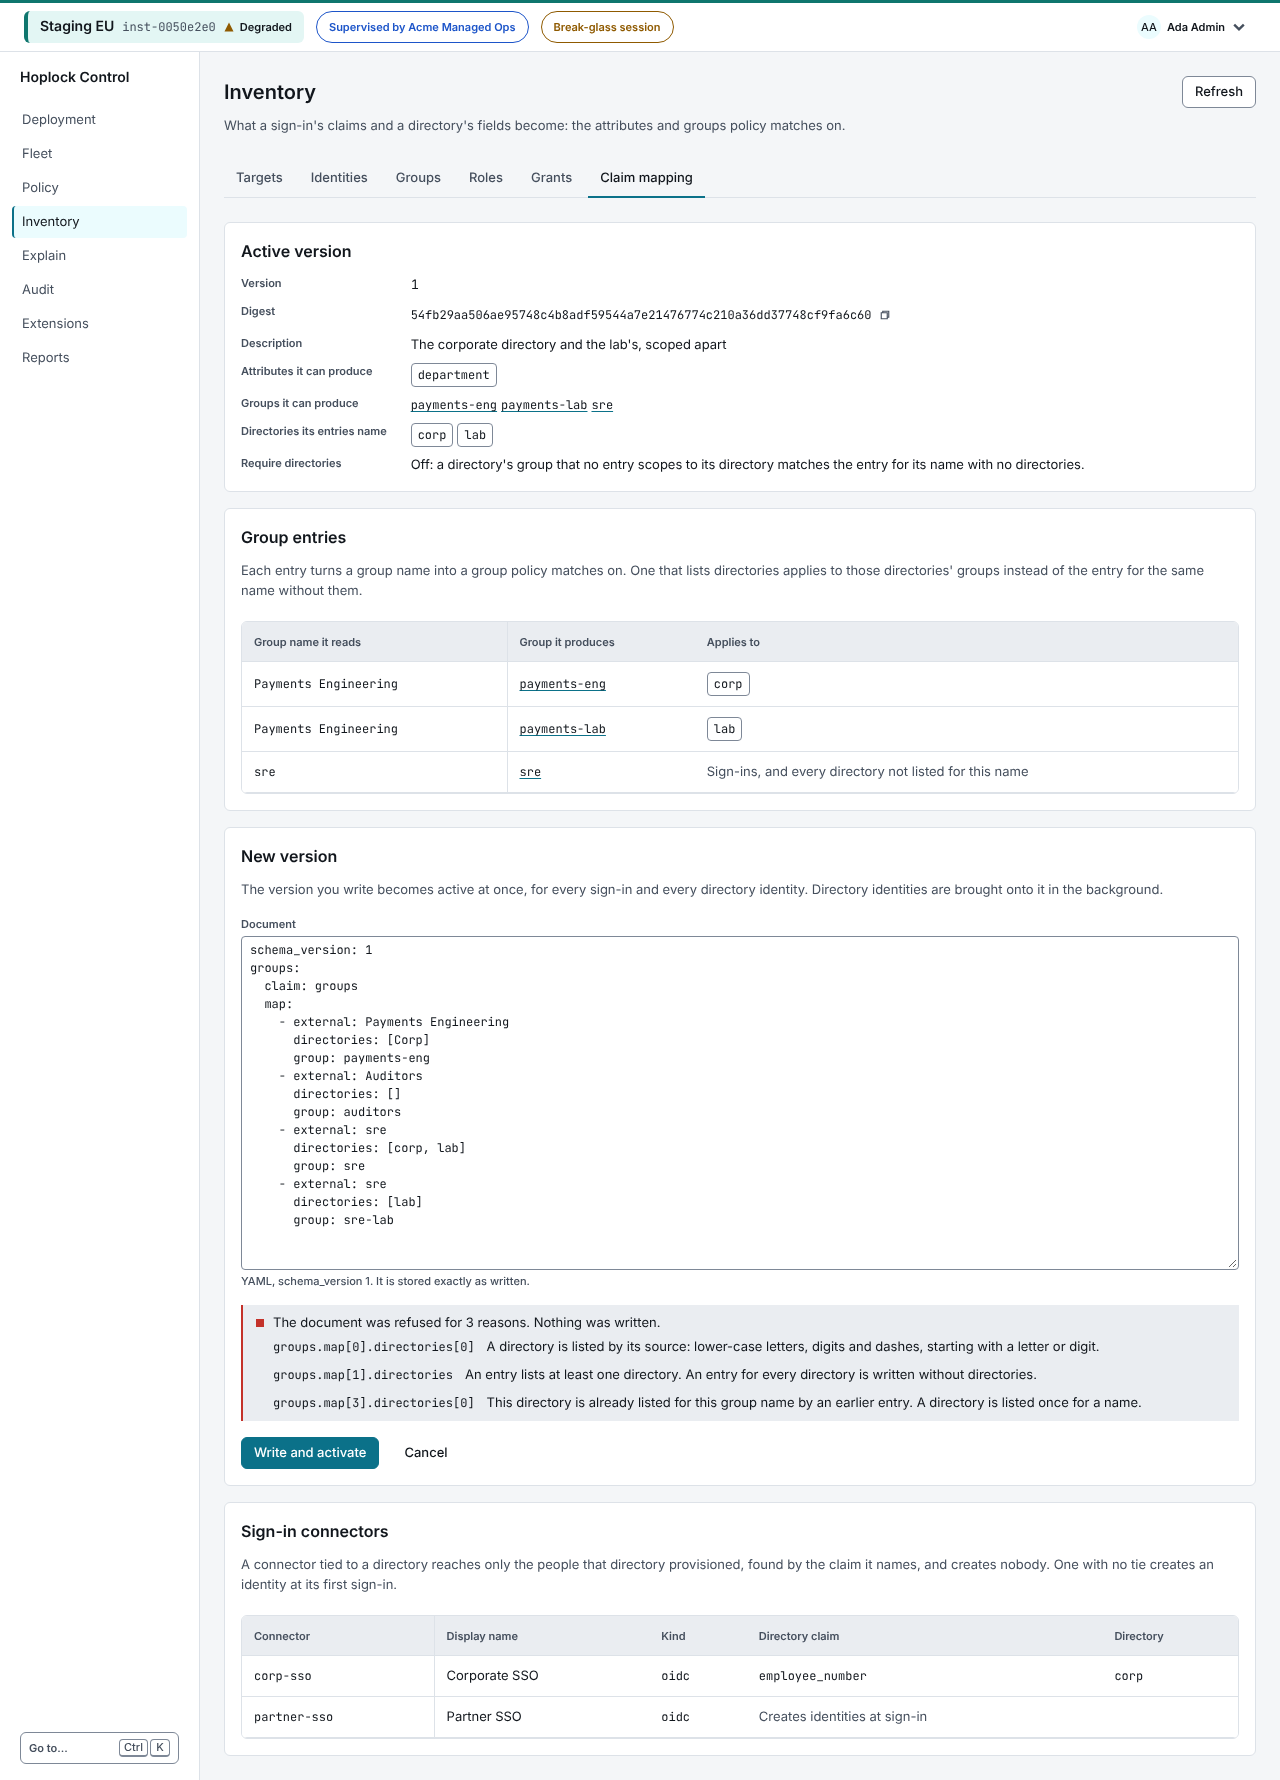 Staging EU inst-0050e2e0 Degraded Supervised by Acme Managed Ops Break-glass session AA Ada Admin
Hoplock Control
Deployment
Fleet
Policy
Inventory
Explain
Audit
Extensions
Reports
Go to... Ctrl K
Inventory
Refresh
What a sign-in's claims and a directory's fields become: the attributes and groups policy matches on.
Targets Identities Groups Roles Grants Claim mapping
Active version
Version 1
Digest 54fb29aa506ae95748c4b8adf59544a7e21476774c210a36dd37748cf9fa6c60
Description The corporate directory and the lab's, scoped apart
Attributes it can produce department
Groups it can produce payments-eng payments-lab sre
Directories its entries name corp lab
Require directories Off: a directory's group that no entry scopes to its directory matches the entry for its name with no directories.
Group entries
Each entry turns a group name into a group policy matches on. One that lists directories applies to those directories' groups instead of the entry for the same
name without them.
Group name it reads Group it produces Applies to
Payments Engineering payments-eng corp
Payments Engineering payments-lab lab
sre sre Sign-ins, and every directory not listed for this name
New version
The version you write becomes active at once, for every sign-in and every directory identity. Directory identities are brought onto it in the background.
Document
schema_version: 1
groups:
  claim: groups
  map:
    - external: Payments Engineering
      directories: [Corp]
      group: payments-eng
    - external: Auditors
      directories: []
      group: auditors
    - external: sre
      directories: [corp, lab]
      group: sre
    - external: sre
      directories: [lab]
      group: sre-lab
YAML, schema_version 1. It is stored exactly as written.
The document was refused for 3 reasons. Nothing was written.
groups.map[0].directories[0] A directory is listed by its source: lower-case letters, digits and dashes, starting with a letter or digit.
groups.map[1].directories An entry lists at least one directory. An entry for every directory is written without directories.
groups.map[3].directories[0] This directory is already listed for this group name by an earlier entry. A directory is listed once for a name.
Write and activate Cancel
Sign-in connectors
A connector tied to a directory reaches only the people that directory provisioned, found by the claim it names, and creates nobody. One with no tie creates an
identity at its first sign-in.
Connector Display name Kind Directory claim Directory
corp-sso Corporate SSO oidc employee_number corp
partner-sso Partner SSO oidc Creates identities at sign-in